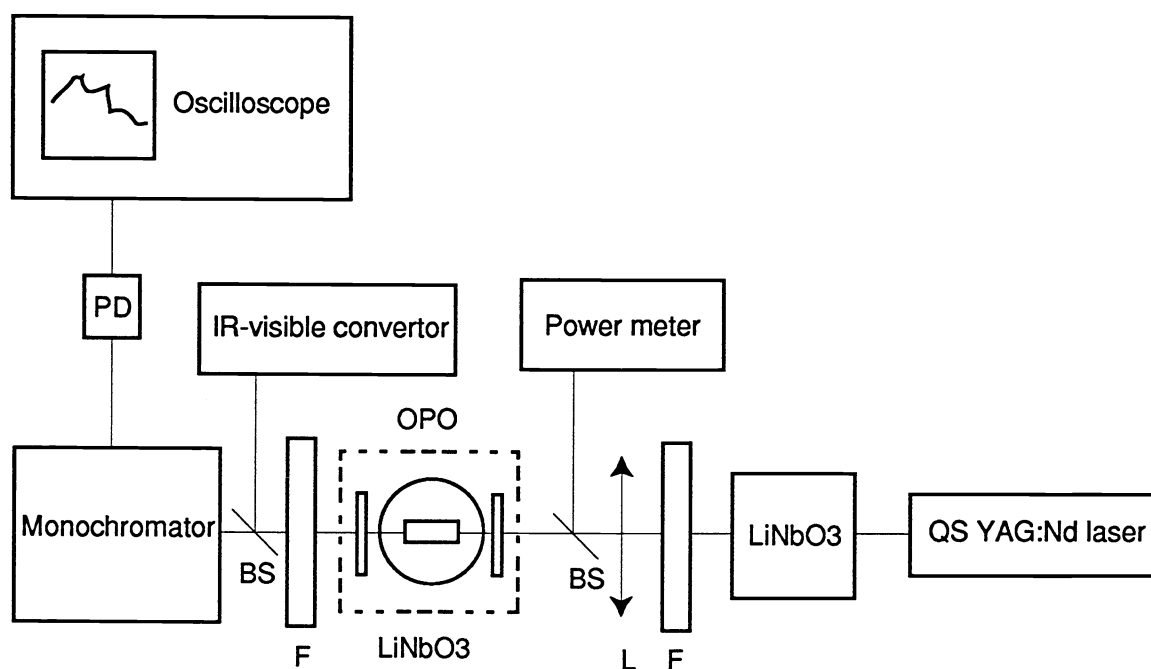 Oscilloscope
PD
IR-visible convertor
Power meter
OPO
Monochromator
BS
F
LiNbO3
BS
L
F
LiNbO3
QS YAG:Nd laser